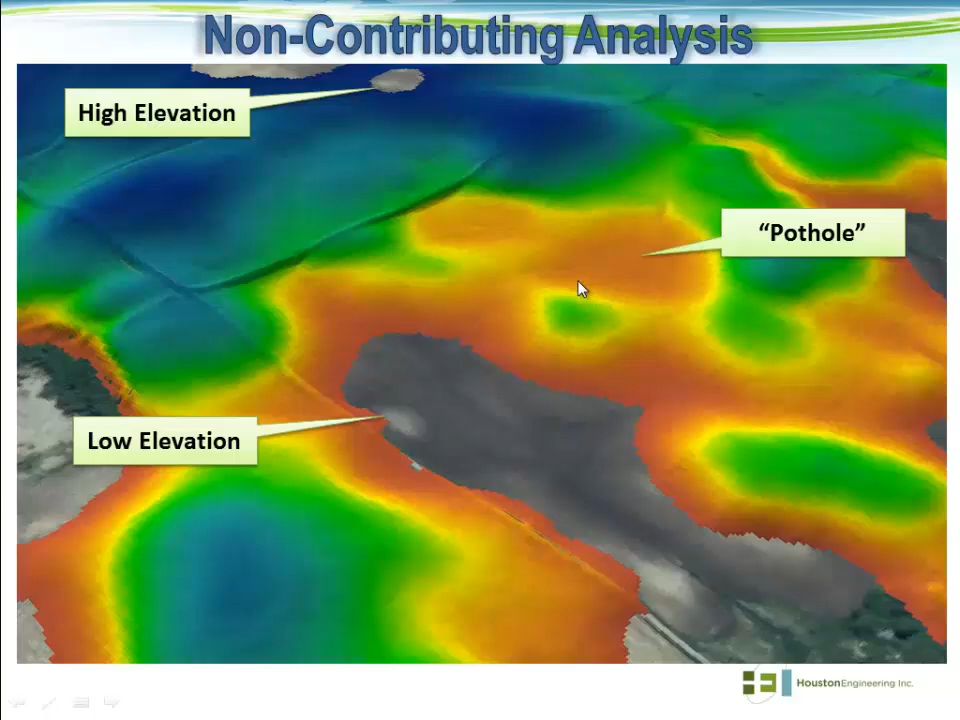 Non-Contributing Analysis
High Elevation
“Pothole”
Low Elevation
HoustonEngineering Inc.